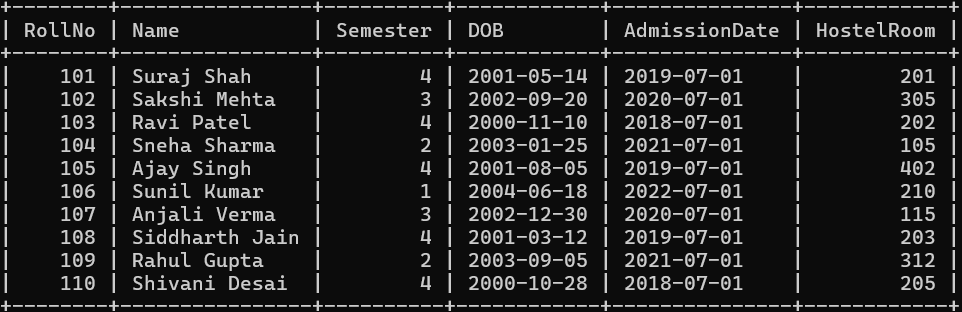 +--------+-----------------+----------+------------+---------------+------------+
| RollNo | Name            | Semester | DOB        | AdmissionDate | HostelRoom |
+--------+-----------------+----------+------------+---------------+------------+
|    101 | Suraj Shah      |        4 | 2001-05-14 | 2019-07-01    |        201 |
|    102 | Sakshi Mehta    |        3 | 2002-09-20 | 2020-07-01    |        305 |
|    103 | Ravi Patel      |        4 | 2000-11-10 | 2018-07-01    |        202 |
|    104 | Sneha Sharma    |        2 | 2003-01-25 | 2021-07-01    |        105 |
|    105 | Ajay Singh      |        4 | 2001-08-05 | 2019-07-01    |        402 |
|    106 | Sunil Kumar     |        1 | 2004-06-18 | 2022-07-01    |        210 |
|    107 | Anjali Verma    |        3 | 2002-12-30 | 2020-07-01    |        115 |
|    108 | Siddharth Jain  |        4 | 2001-03-12 | 2019-07-01    |        203 |
|    109 | Rahul Gupta     |        2 | 2003-09-05 | 2021-07-01    |        312 |
|    110 | Shivani Desai   |        4 | 2000-10-28 | 2018-07-01    |        205 |
+--------+-----------------+----------+------------+---------------+------------+